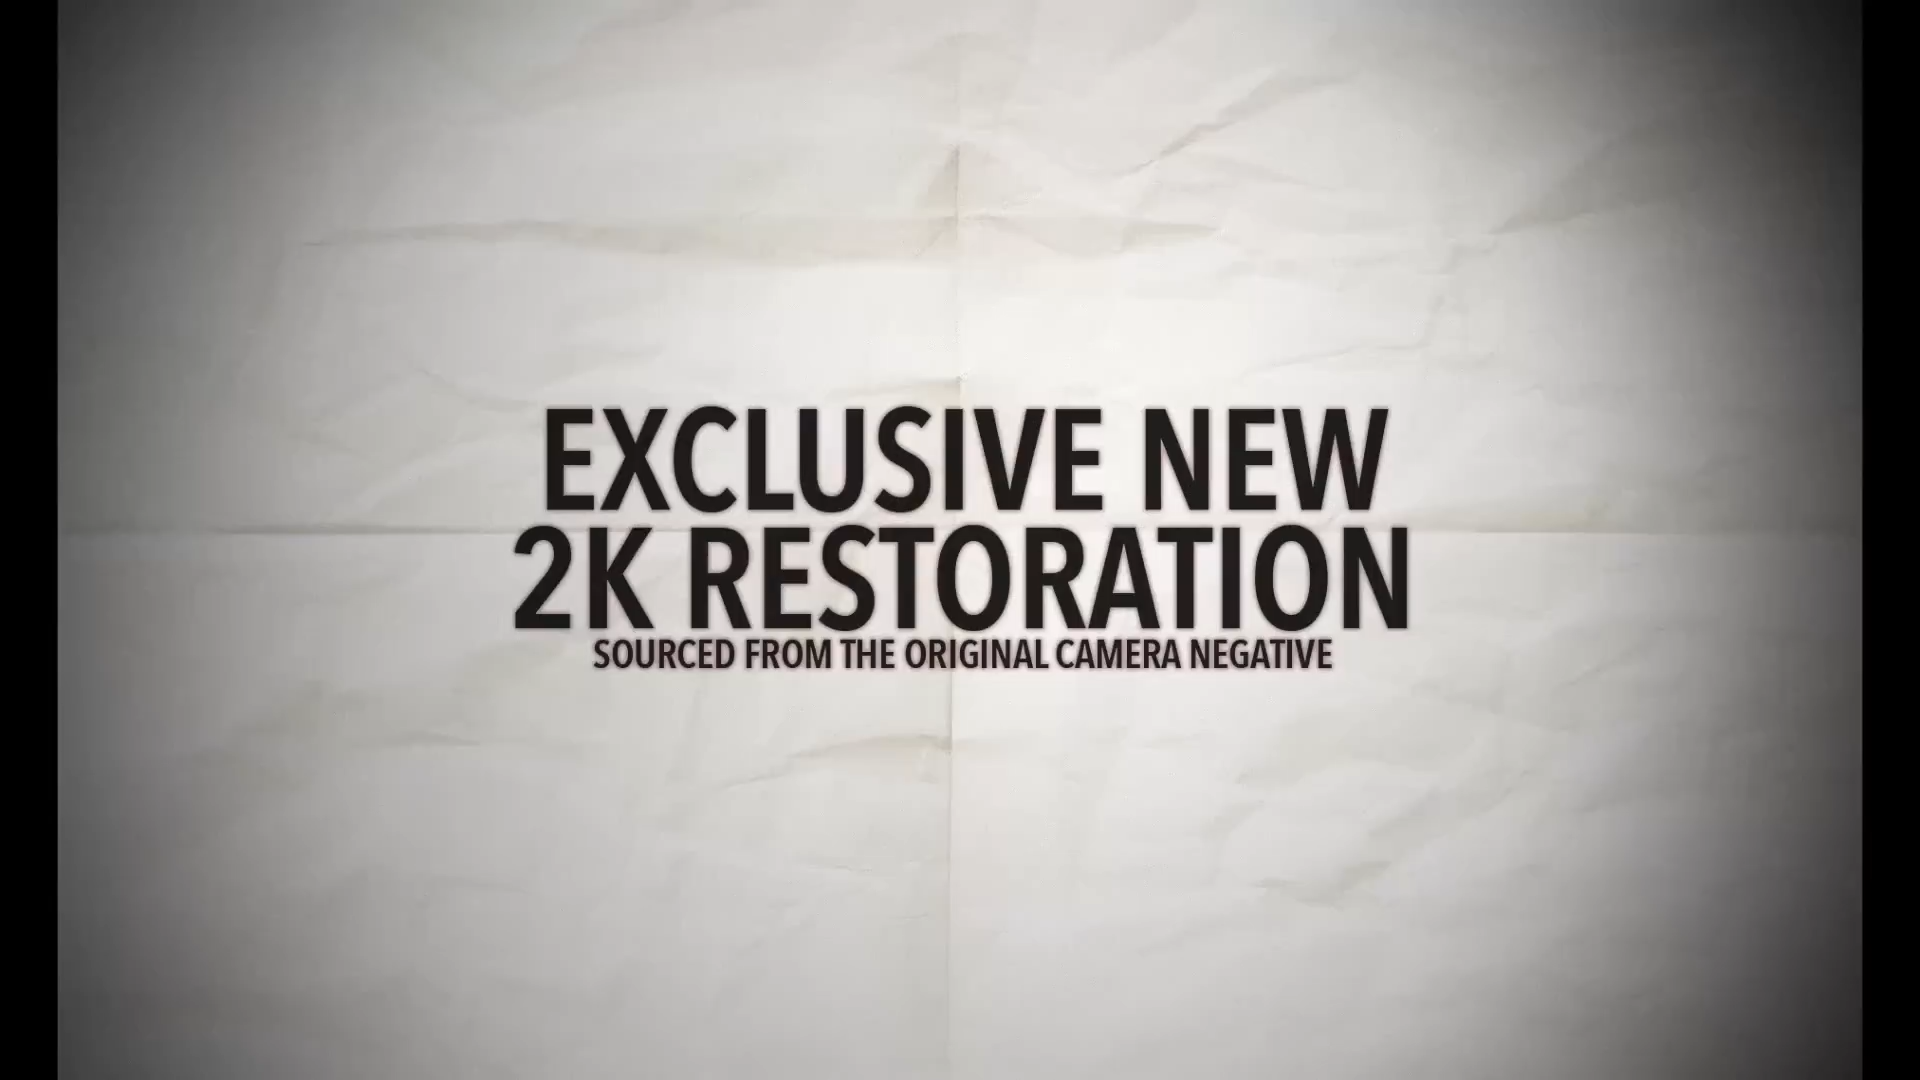 EXCLUSIVE NEW
2K RESTORATION
SOURCED FROM THE ORIGINAL CAMERA NEGATIVE